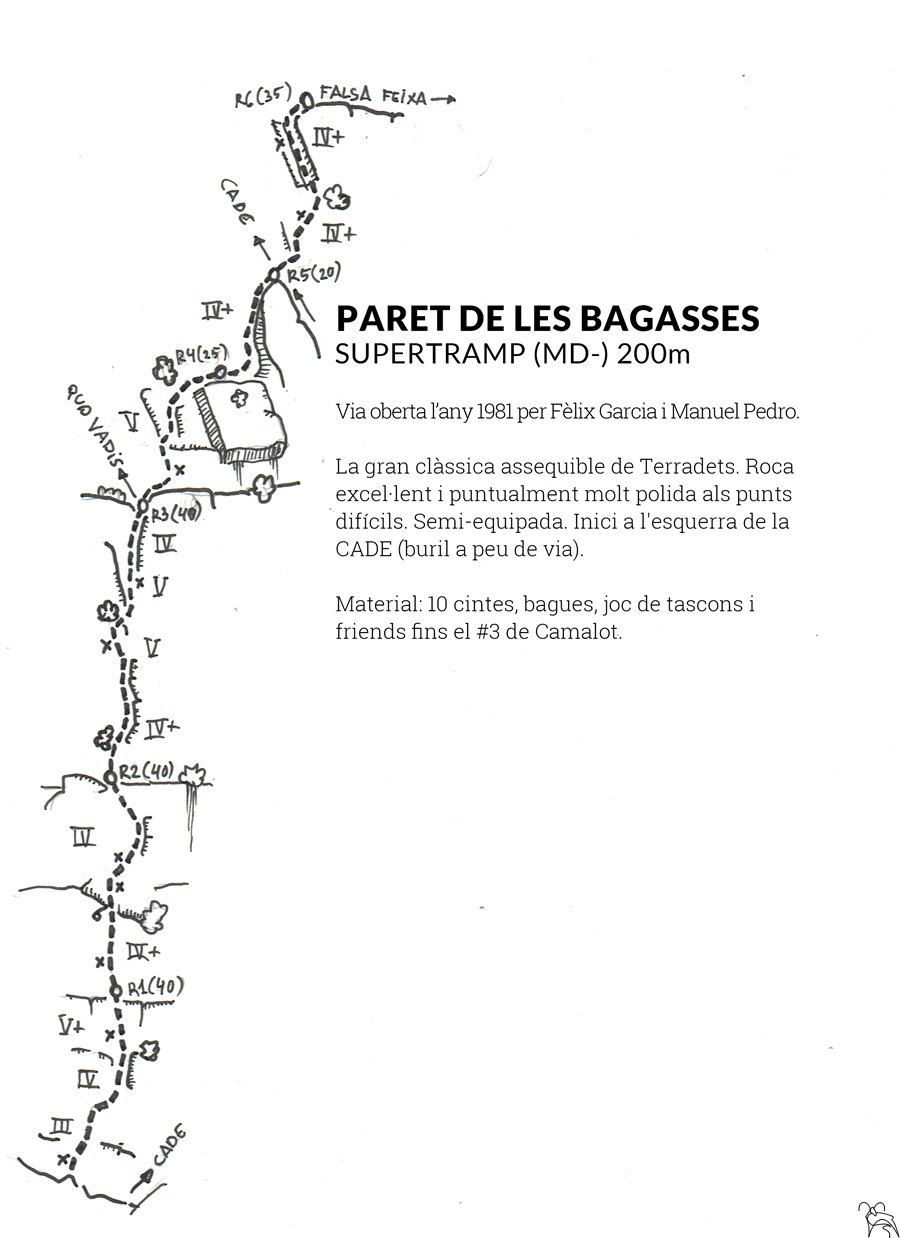 R6(35) FALSA FEIXA
IV+
CADE
IV+
R5(20)
IV+
PARET DE LES BAGASSES
SUPERTRAMP (MD-) 200m
R4(25)
QUO VADIS
V
Via oberta l'any 1981 per Fèlix Garcia i Manuel Pedro.
La gran clàssica assequible de Terradets. Roca
excel·lent i puntualment molt polida als punts
difícils. Semi-equipada. Inici a l'esquerra de la
CADE (buril a peu de via).
Material: 10 cintes, bagues, joc de tascons i
friends fins el #3 de Camalot.
R3(40)
IV
V
V
IV+
R2(40)
IV
IV+
R1(40)
V+
IV
III
CADE